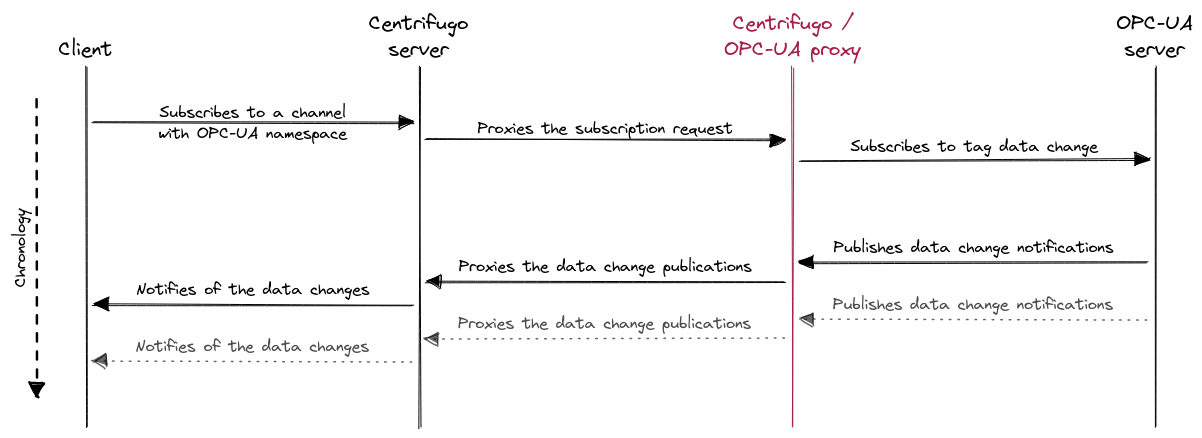 Client
Centrifugo
server
Centrifugo /
OPC-UA proxy
OPC-UA
server
Chronology
Subscribes to a channel
with OPC-UA namespace
Proxies the subscription request
Subscribes to tag data change
Publishes data change notifications
Proxies the data change publications
Notifies of the data changes
Publishes data change notifications
Proxies the data change publications
Notifies of the data changes